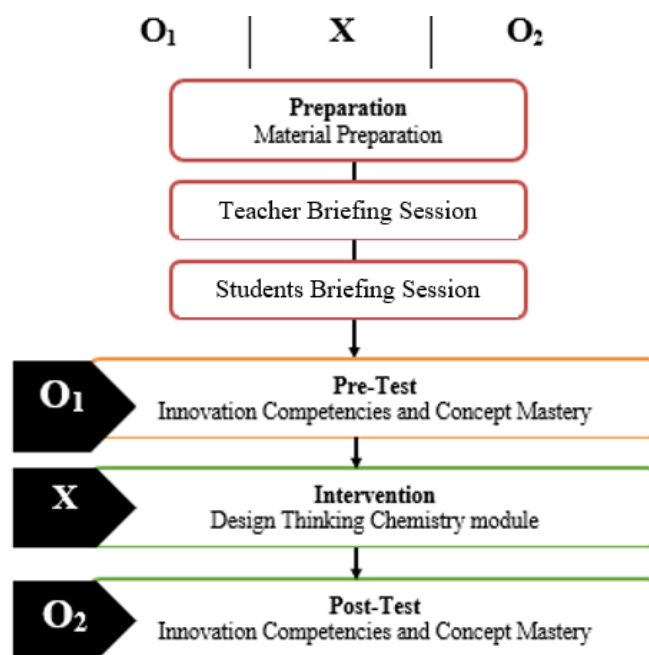 O₁ X O₂
Preparation
Material Preparation
Teacher Briefing Session
Students Briefing Session
O₁
Pre-Test
Innovation Competencies and Concept Mastery
X
Intervention
Design Thinking Chemistry module
O₂
Post-Test
Innovation Competencies and Concept Mastery